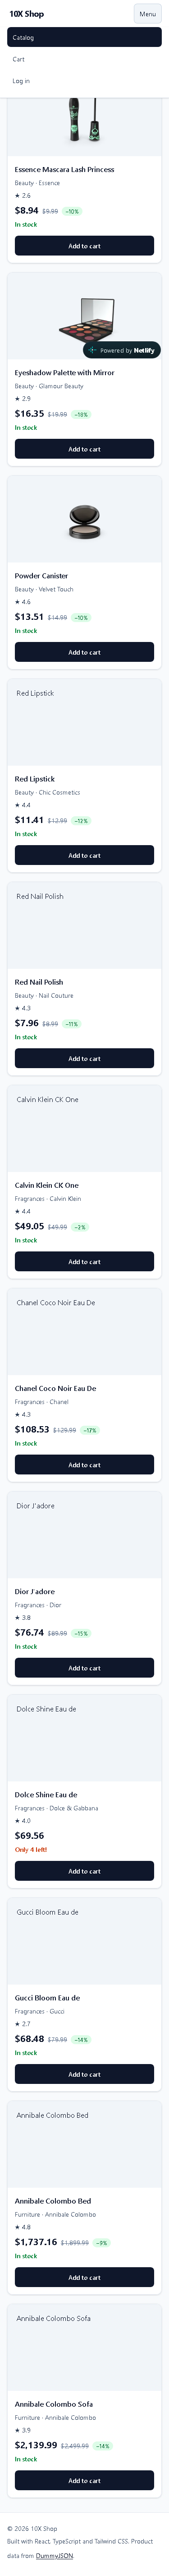 10X Shop
Menu
Catalog
Cart
Log in
Essence Mascara Lash Princess
Beauty · Essence
★ 2.6
$8.94 $9.99 −10%
In stock
Add to cart
Powered by Netlify
Eyeshadow Palette with Mirror
Beauty · Glamour Beauty
★ 2.9
$16.35 $19.99 −18%
In stock
Add to cart
Powder Canister
Beauty · Velvet Touch
★ 4.6
$13.51 $14.99 −10%
In stock
Add to cart
Red Lipstick
Red Lipstick
Beauty · Chic Cosmetics
★ 4.4
$11.41 $12.99 −12%
In stock
Add to cart
Red Nail Polish
Red Nail Polish
Beauty · Nail Couture
★ 4.3
$7.96 $8.99 −11%
In stock
Add to cart
Calvin Klein CK One
Calvin Klein CK One
Fragrances · Calvin Klein
★ 4.4
$49.05 $49.99 −2%
In stock
Add to cart
Chanel Coco Noir Eau De
Chanel Coco Noir Eau De
Fragrances · Chanel
★ 4.3
$108.53 $129.99 −17%
In stock
Add to cart
Dior J'adore
Dior J'adore
Fragrances · Dior
★ 3.8
$76.74 $89.99 −15%
In stock
Add to cart
Dolce Shine Eau de
Dolce Shine Eau de
Fragrances · Dolce & Gabbana
★ 4.0
$69.56
Only 4 left!
Add to cart
Gucci Bloom Eau de
Gucci Bloom Eau de
Fragrances · Gucci
★ 2.7
$68.48 $79.99 −14%
In stock
Add to cart
Annibale Colombo Bed
Annibale Colombo Bed
Furniture · Annibale Colombo
★ 4.8
$1,737.16 $1,899.99 −9%
In stock
Add to cart
Annibale Colombo Sofa
Annibale Colombo Sofa
Furniture · Annibale Colombo
★ 3.9
$2,139.99 $2,499.99 −14%
In stock
Add to cart
© 2026 10X Shop
Built with React, TypeScript and Tailwind CSS. Product
data from DummyJSON.